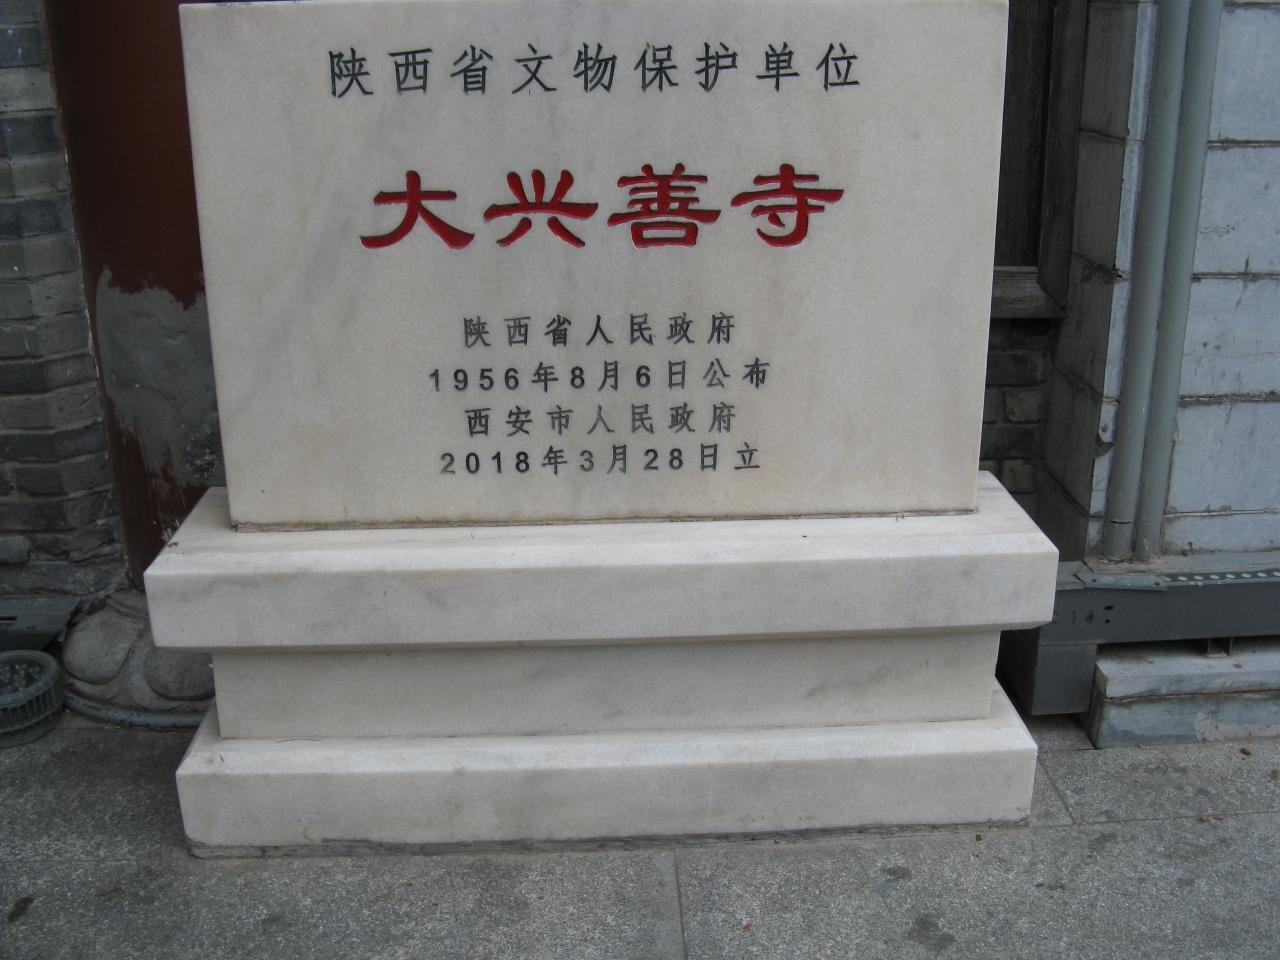 陕西省文物保护单位
大兴善寺
陕西省人民政府
1956年8月6日公布
西安市人民政府
2018年3月28日立